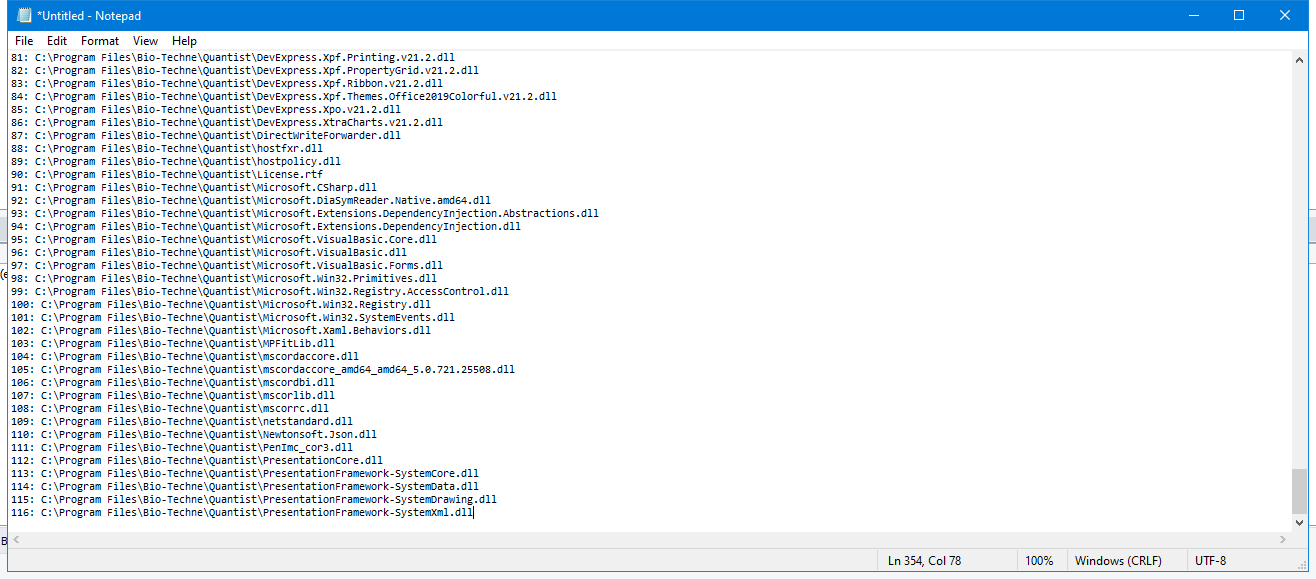 *Untitled - Notepad
File Edit Format View Help
81: C:\Program Files\Bio-Techne\Quantist\DevExpress.Xpf.Printing.v21.2.dll
82: C:\Program Files\Bio-Techne\Quantist\DevExpress.Xpf.PropertyGrid.v21.2.dll
83: C:\Program Files\Bio-Techne\Quantist\DevExpress.Xpf.Ribbon.v21.2.dll
84: C:\Program Files\Bio-Techne\Quantist\DevExpress.Xpf.Themes.Office2019Colorful.v21.2.dll
85: C:\Program Files\Bio-Techne\Quantist\DevExpress.Xpo.v21.2.dll
86: C:\Program Files\Bio-Techne\Quantist\DevExpress.XtraCharts.v21.2.dll
87: C:\Program Files\Bio-Techne\Quantist\DirectWriteForwarder.dll
88: C:\Program Files\Bio-Techne\Quantist\hostfxr.dll
89: C:\Program Files\Bio-Techne\Quantist\hostpolicy.dll
90: C:\Program Files\Bio-Techne\Quantist\License.rtf
91: C:\Program Files\Bio-Techne\Quantist\Microsoft.CSharp.dll
92: C:\Program Files\Bio-Techne\Quantist\Microsoft.DiaSymReader.Native.amd64.dll
93: C:\Program Files\Bio-Techne\Quantist\Microsoft.Extensions.DependencyInjection.Abstractions.dll
94: C:\Program Files\Bio-Techne\Quantist\Microsoft.Extensions.DependencyInjection.dll
95: C:\Program Files\Bio-Techne\Quantist\Microsoft.VisualBasic.Core.dll
96: C:\Program Files\Bio-Techne\Quantist\Microsoft.VisualBasic.dll
97: C:\Program Files\Bio-Techne\Quantist\Microsoft.VisualBasic.Forms.dll
98: C:\Program Files\Bio-Techne\Quantist\Microsoft.Win32.Primitives.dll
99: C:\Program Files\Bio-Techne\Quantist\Microsoft.Win32.Registry.AccessControl.dll
100: C:\Program Files\Bio-Techne\Quantist\Microsoft.Win32.Registry.dll
101: C:\Program Files\Bio-Techne\Quantist\Microsoft.Win32.SystemEvents.dll
102: C:\Program Files\Bio-Techne\Quantist\Microsoft.Xaml.Behaviors.dll
103: C:\Program Files\Bio-Techne\Quantist\MPFitLib.dll
104: C:\Program Files\Bio-Techne\Quantist\mscordaccore.dll
105: C:\Program Files\Bio-Techne\Quantist\mscordaccore_amd64_amd64_5.0.721.25508.dll
106: C:\Program Files\Bio-Techne\Quantist\mscordbi.dll
107: C:\Program Files\Bio-Techne\Quantist\mscorlib.dll
108: C:\Program Files\Bio-Techne\Quantist\mscorrc.dll
109: C:\Program Files\Bio-Techne\Quantist\netstandard.dll
110: C:\Program Files\Bio-Techne\Quantist\Newtonsoft.Json.dll
111: C:\Program Files\Bio-Techne\Quantist\PenImc_cor3.dll
112: C:\Program Files\Bio-Techne\Quantist\PresentationCore.dll
113: C:\Program Files\Bio-Techne\Quantist\PresentationFramework-SystemCore.dll
114: C:\Program Files\Bio-Techne\Quantist\PresentationFramework-SystemData.dll
115: C:\Program Files\Bio-Techne\Quantist\PresentationFramework-SystemDrawing.dll
116: C:\Program Files\Bio-Techne\Quantist\PresentationFramework-SystemXml.dll
Ln 354, Col 78 100% Windows (CRLF) UTF-8